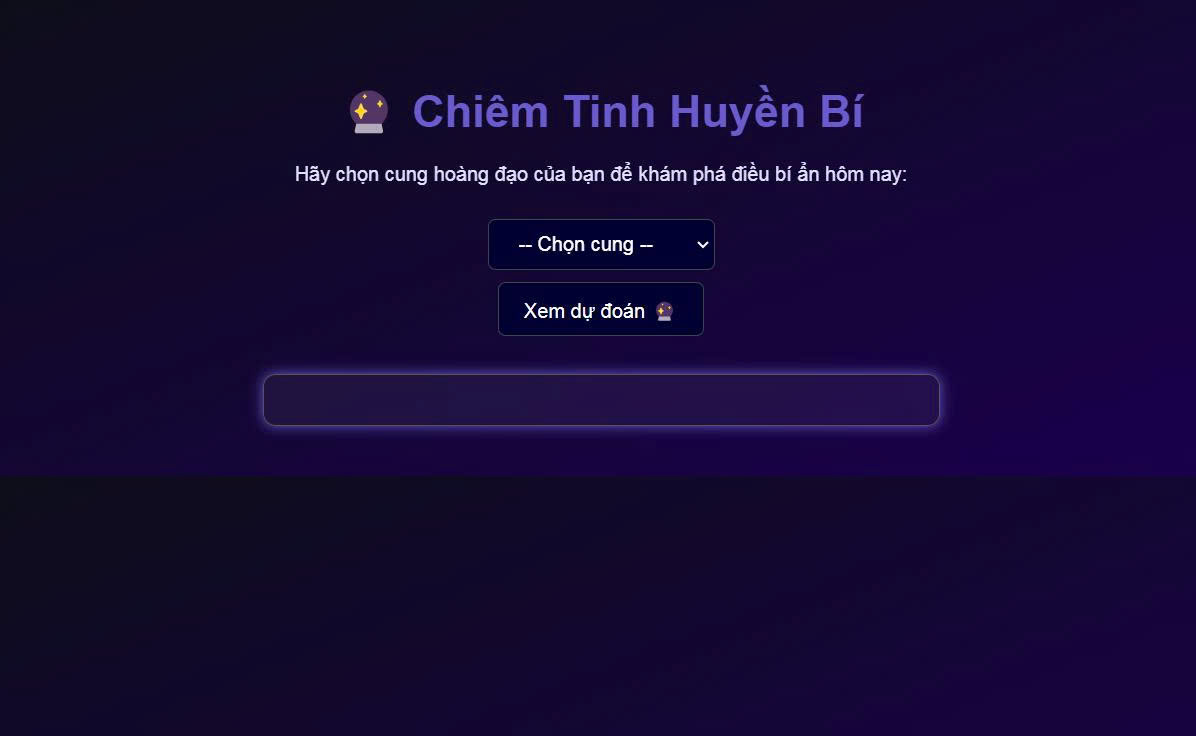 Chiêm Tinh Huyền Bí
Hãy chọn cung hoàng đạo của bạn để khám phá điều bí ẩn hôm nay:
-- Chọn cung --
Xem dự đoán